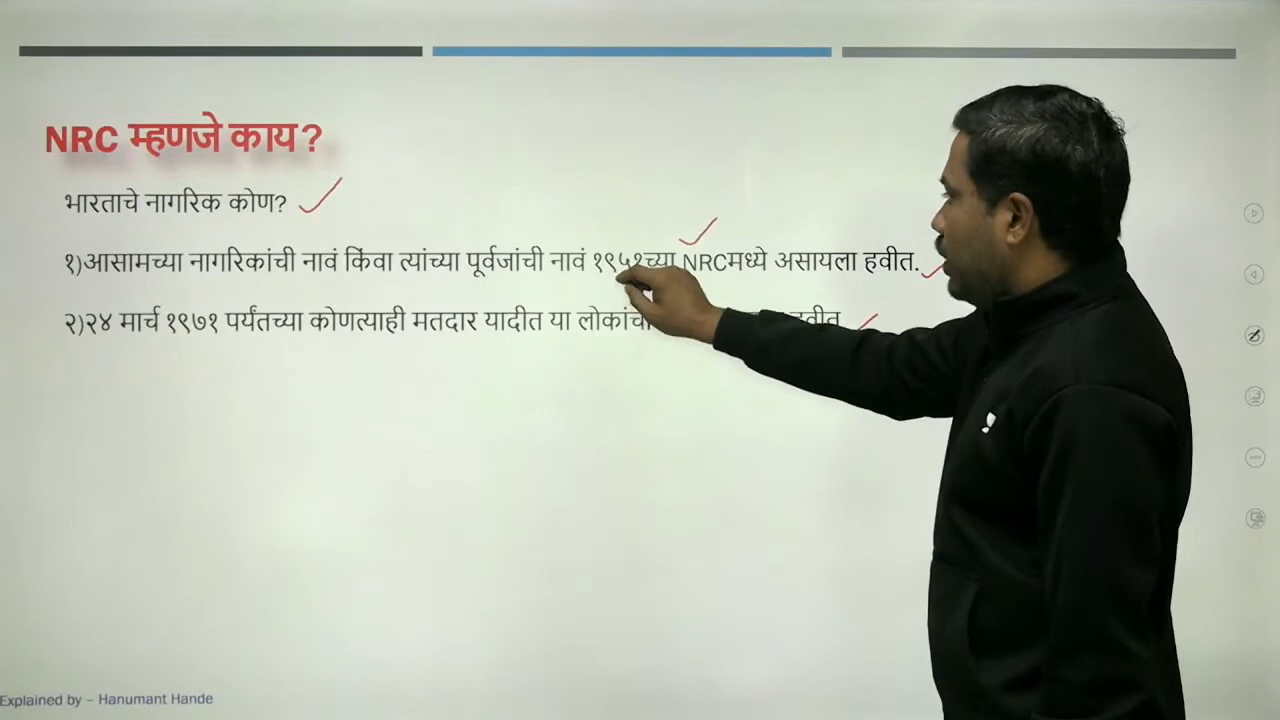 NRC म्हणजे काय?
भारताचे नागरिक कोण?
१)आसामच्या नागरिकांची नावं किंवा त्यांच्या पूर्वजांची नावं १९५१च्या NRCमध्ये असायला हवीत.
२)२४ मार्च १९७१ पर्यंतच्या कोणत्याही मतदार यादीत या लोकांची हवीत
Explained by – Hanumant Hande